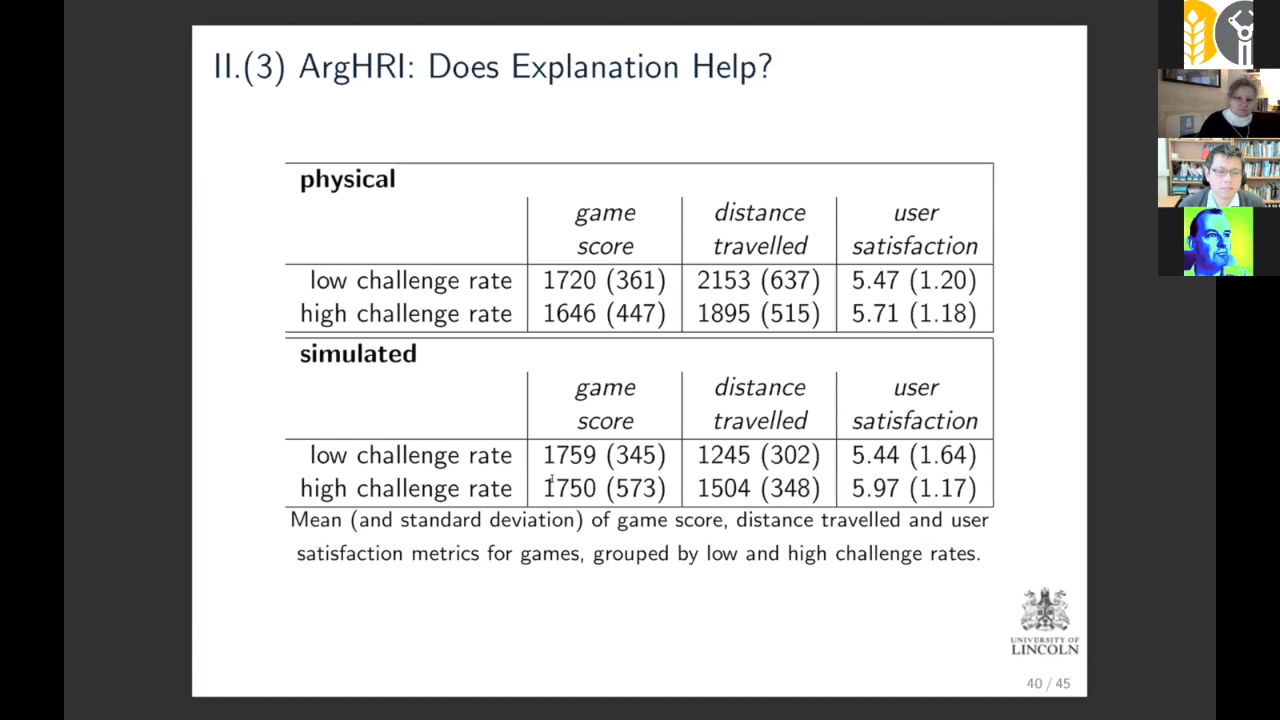 II.(3) ArgHRI: Does Explanation Help?
physical
game distance user
score travelled satisfaction
low challenge rate 1720 (361) 2153 (637) 5.47 (1.20)
high challenge rate 1646 (447) 1895 (515) 5.71 (1.18)
simulated
game distance user
score travelled satisfaction
low challenge rate 1759 (345) 1245 (302) 5.44 (1.64)
high challenge rate 1750 (573) 1504 (348) 5.97 (1.17)
Mean (and standard deviation) of game score, distance travelled and user
satisfaction metrics for games, grouped by low and high challenge rates.
UNIVERSITY OF
LINCOLN
40 / 45